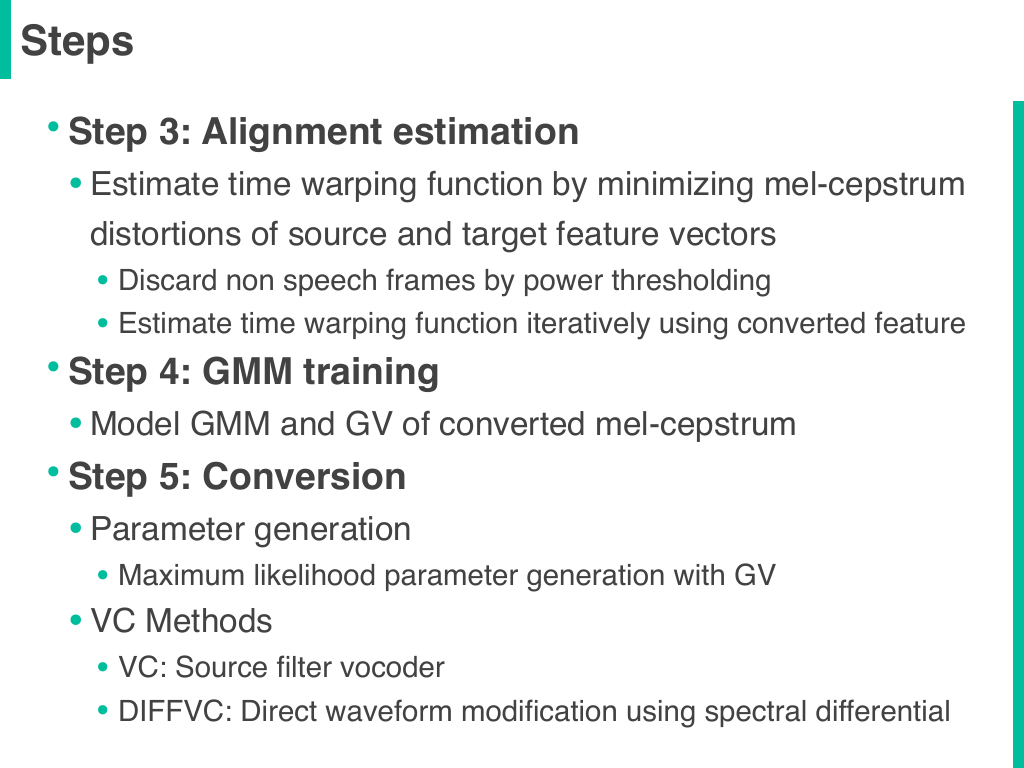 Steps
• Step 3: Alignment estimation
• Estimate time warping function by minimizing mel-cepstrum
distortions of source and target feature vectors
• Discard non speech frames by power thresholding
• Estimate time warping function iteratively using converted feature
• Step 4: GMM training
• Model GMM and GV of converted mel-cepstrum
• Step 5: Conversion
• Parameter generation
• Maximum likelihood parameter generation with GV
• VC Methods
• VC: Source filter vocoder
• DIFFVC: Direct waveform modification using spectral differential